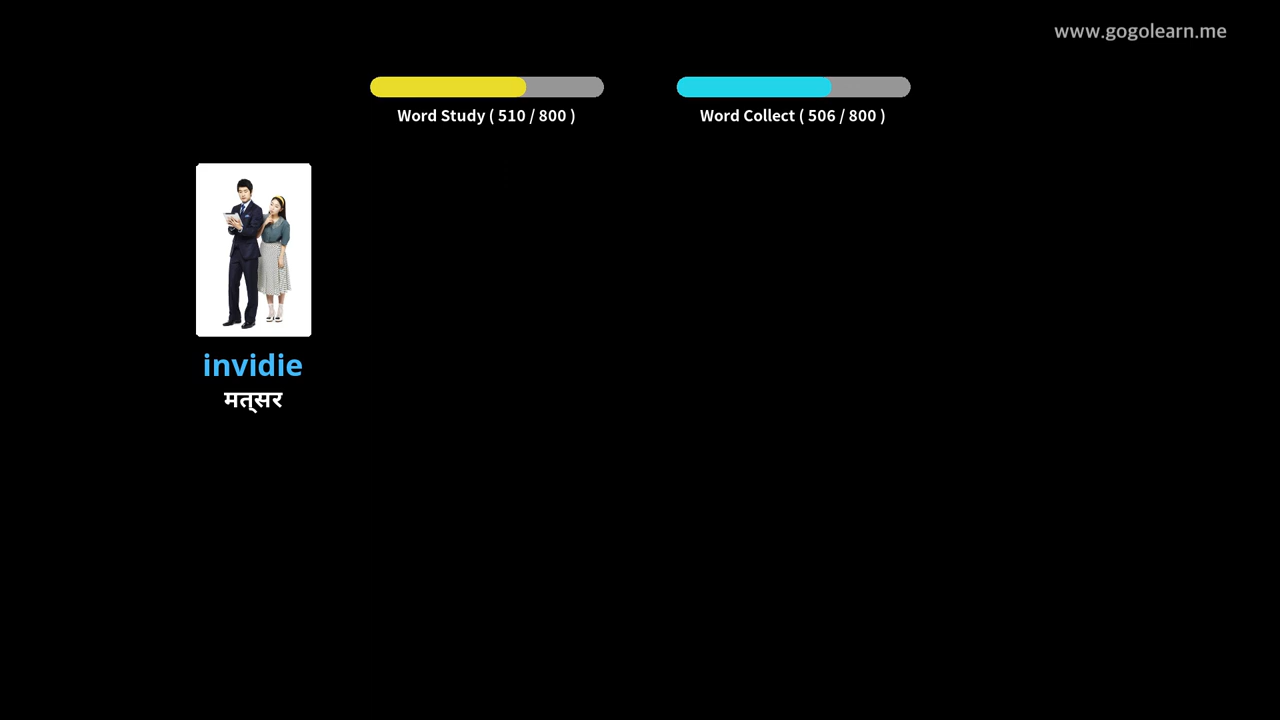 www.gogolearn.me
Word Study ( 510 / 800 )
Word Collect ( 506 / 800 )
invidie
मत्सर